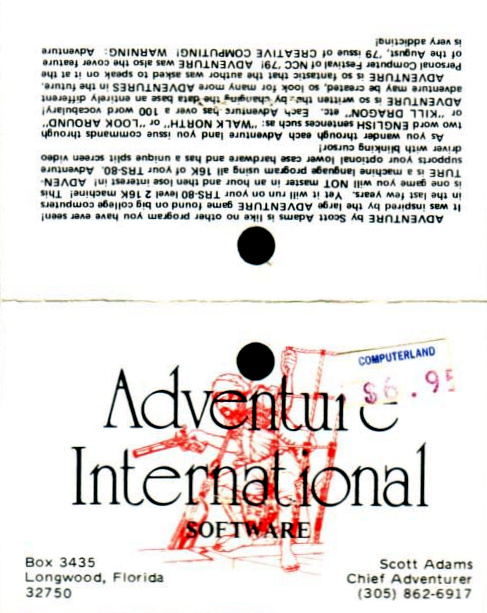 ADVENTURE by Scott Adams is like no other program you have ever seen!
It was inspired by the large ADVENTURE game found on big college computers
in the last few years. Yet it will run on your TRS-80 level 2 16K machine! This
is one game you will NOT master in an hour and then lose interest in! ADVEN-
TURE is a machine language program using all 16K of your TRS-80. Adventure
supports your optional lower case hardware and has a unique split screen video
driver with blinking cursor!
As you wander through each Adventure land you issue commands through
two word ENGLISH sentences such as: "WALK NORTH" or "LOOK AROUND"
or "KILL DRAGON" etc. Each Adventure has over a 100 word vocabulary!
ADVENTURE is so written that by changing the data base an entirely different
adventure may be created, so look for many more ADVENTURES in the future.
ADVENTURE is so fantastic that the author was asked to speak on it at the
Personal Computer Festival of NCC '79! ADVENTURE was also the cover feature
of the August, '79 issue of CREATIVE COMPUTING! WARNING: Adventure
is very addicting!
COMPUTERLAND
$6.95
Adventure
International
SOFTWARE
Box 3435
Longwood, Florida
32750
Scott Adams
Chief Adventurer
(305) 862-6917